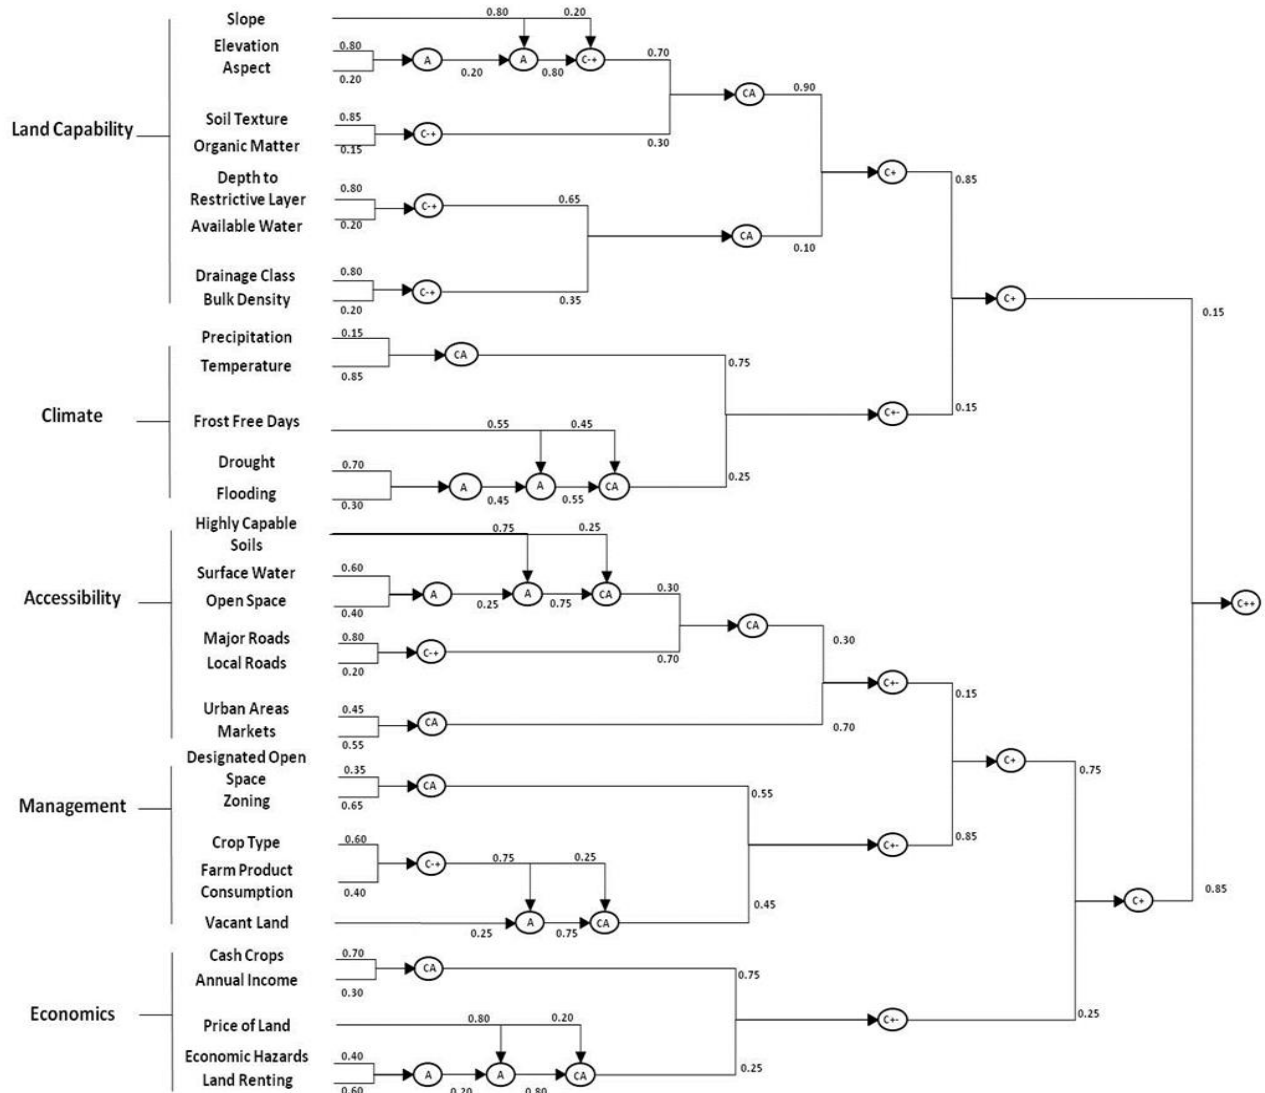 Slope
0.80
0.20
Elevation
0.80
A
A
C-+
0.70
Aspect
0.20
0.20
0.80
CA
0.90
Land Capability
Soil Texture
0.85
C-+
Organic Matter
0.15
0.30
Depth to
Restrictive Layer
0.80
C-+
0.65
C+
0.85
Available Water
0.20
CA
0.10
Drainage Class
0.80
C-+
Bulk Density
0.20
0.35
C+
0.15
Precipitation
0.15
CA
0.75
Temperature
0.85
Climate
C+-
0.15
Frost Free Days
0.55
0.45
Drought
0.70
A
A
CA
0.25
Flooding
0.30
0.45
0.55
Highly Capable
Soils
0.75
0.25
Surface Water
0.60
A
A
CA
0.30
Accessibility
Open Space
0.40
0.25
0.75
C++
Major Roads
0.80
C-+
CA
0.30
Local Roads
0.20
0.70
C+-
0.15
Urban Areas
0.45
CA
0.70
Markets
0.55
Designated Open
Space
0.35
CA
0.55
C+
0.75
Zoning
0.65
Management
Crop Type
0.60
C-+
0.75
0.25
C+-
0.85
Farm Product
Consumption
0.40
0.45
C+
0.85
Vacant Land
0.25
A
0.75
CA
Cash Crops
0.70
CA
0.75
Annual Income
0.30
Economics
Price of Land
0.80
0.20
C+-
0.25
Economic Hazards
0.40
A
A
CA
0.25
Land Renting
0.60
0.20
0.80